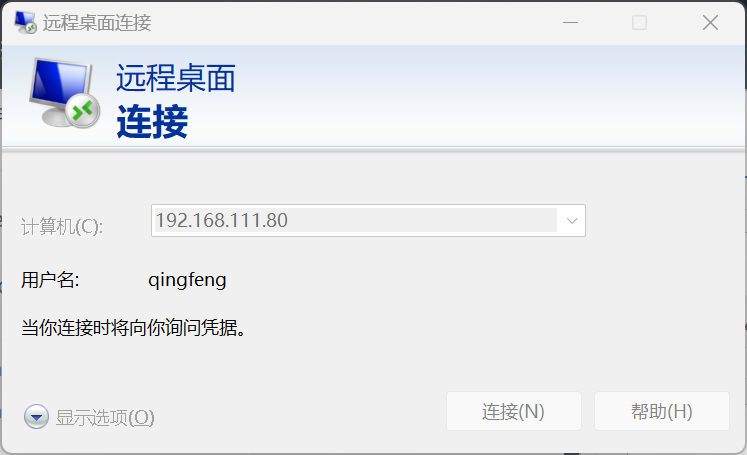 远程桌面连接
远程桌面
连接
计算机(C):
192.168.111.80
用户名:
qingfeng
当你连接时将向你询问凭据。
显示选项(O)
连接(N)
帮助(H)